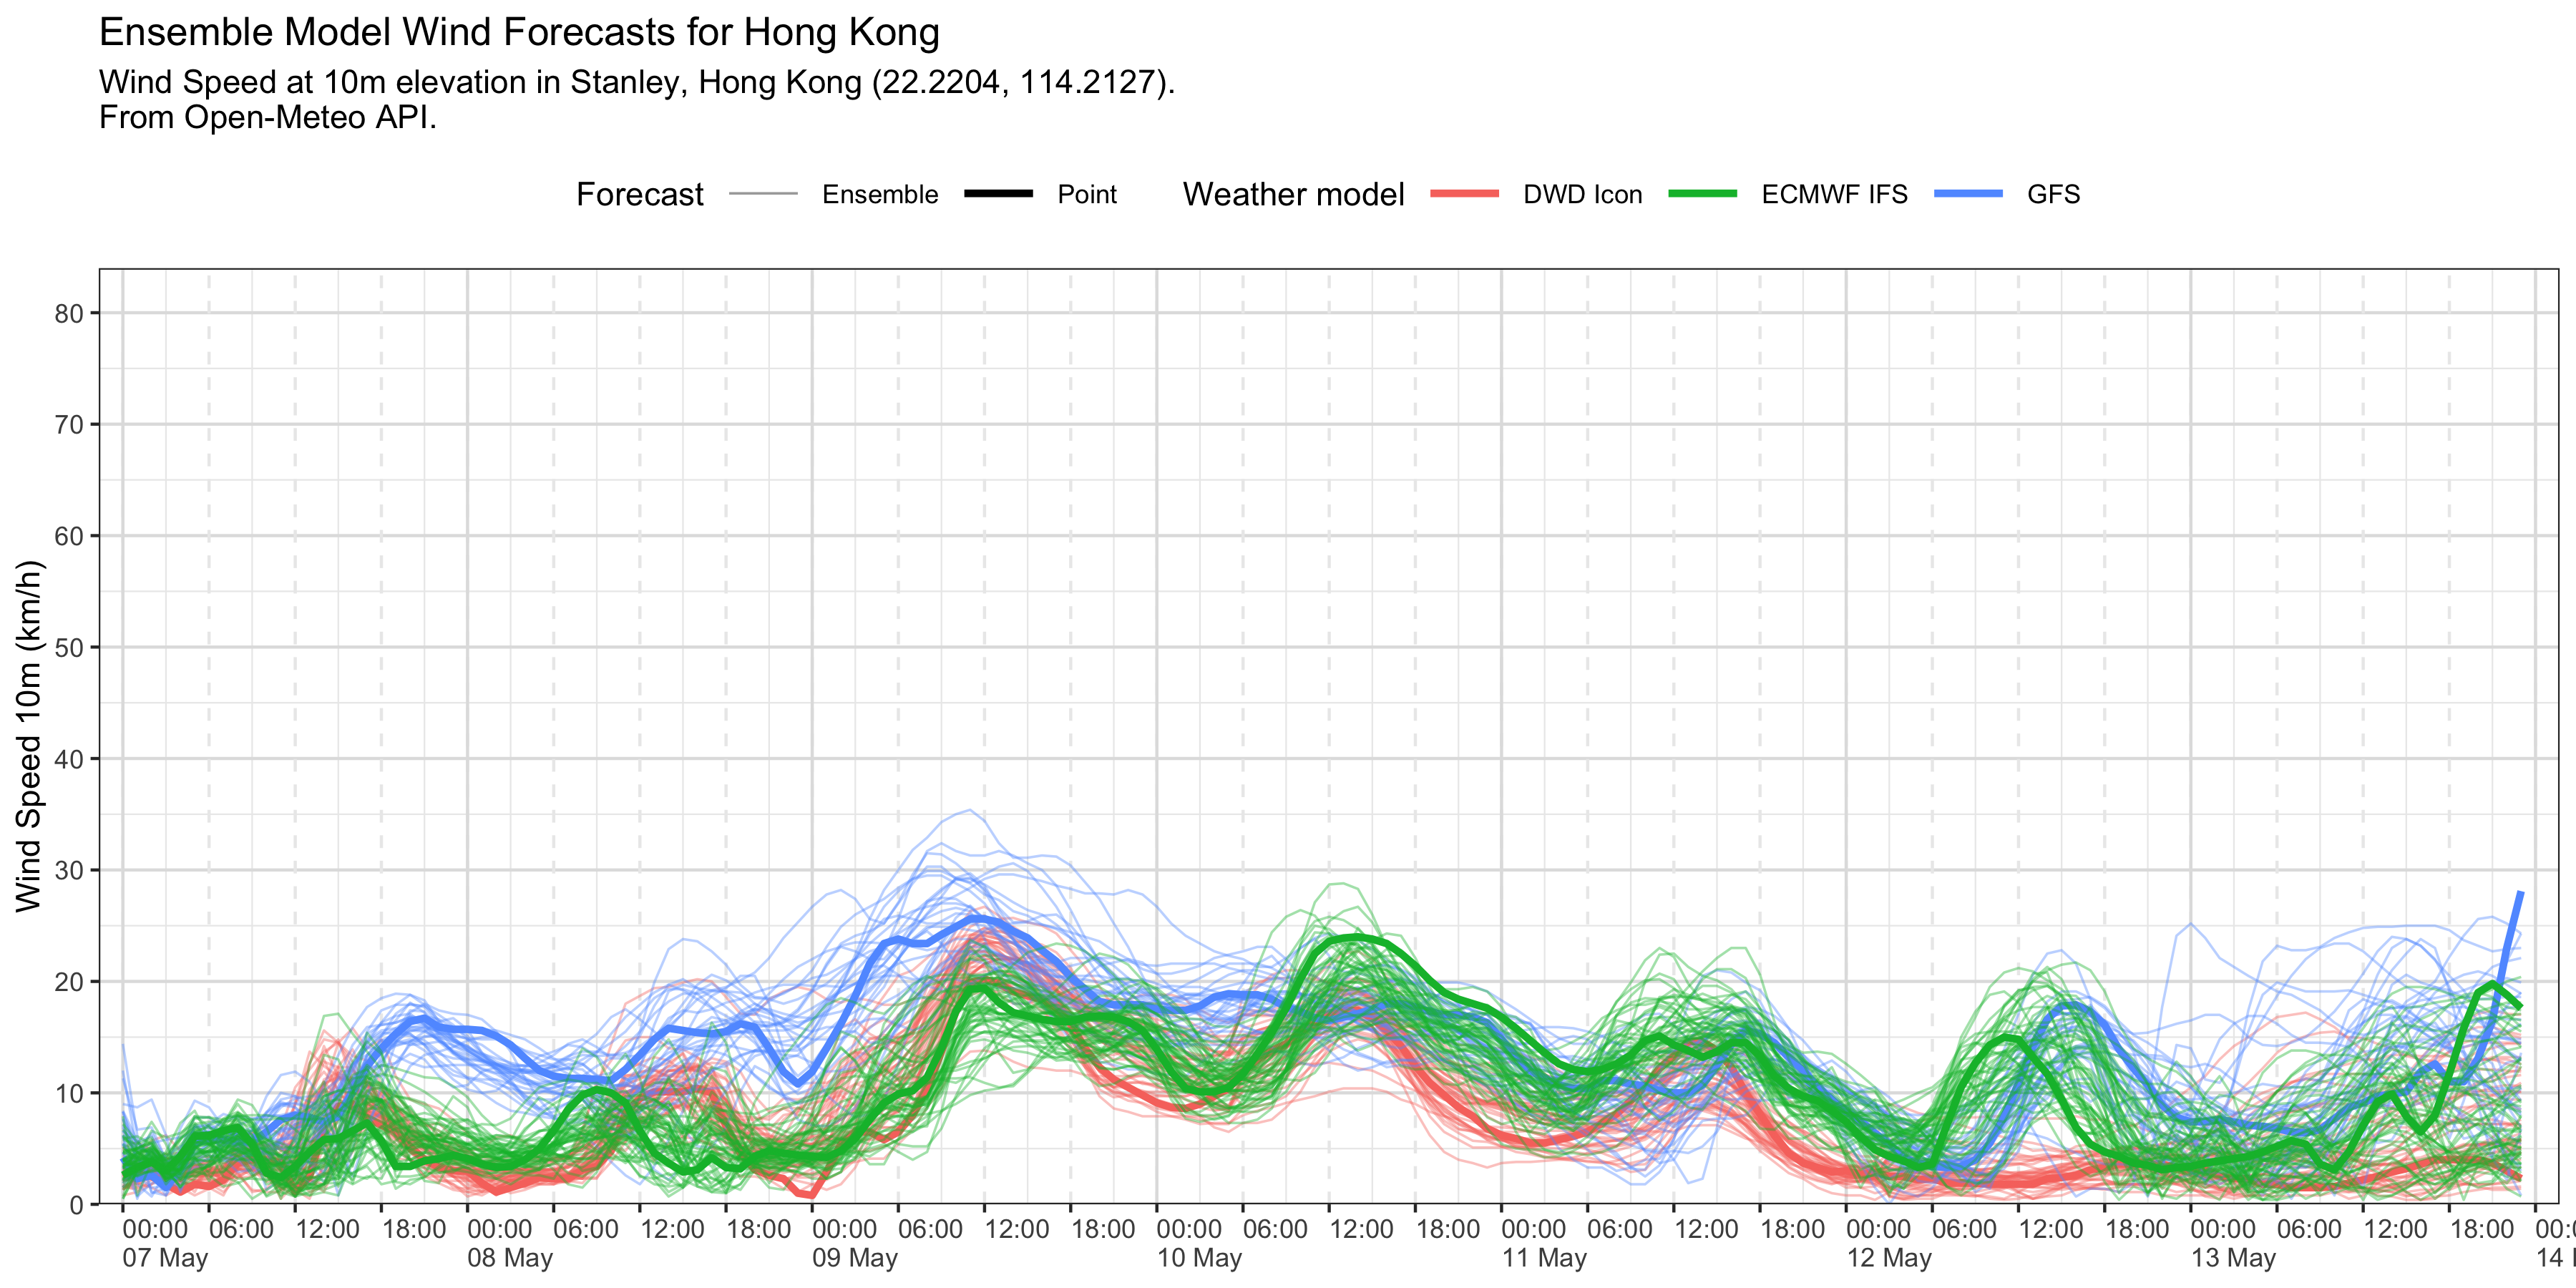 Ensemble Model Wind Forecasts for Hong Kong
Wind Speed at 10m elevation in Stanley, Hong Kong (22.2204, 114.2127).
From Open-Meteo API.
Forecast Ensemble Point Weather model DWD Icon ECMWF IFS GFS
Wind Speed 10m (km/h)
80
70
60
50
40
30
20
10
0
00:00 06:00 12:00 18:00 00:00 06:00 12:00 18:00 00:00 06:00 12:00 18:00 00:00 06:00 12:00 18:00 00:00 06:00 12:00 18:00 00:00 06:00 12:00 18:00 00:00 06:00 12:00 18:00
07 May 08 May 09 May 10 May 11 May 12 May 13 May 14